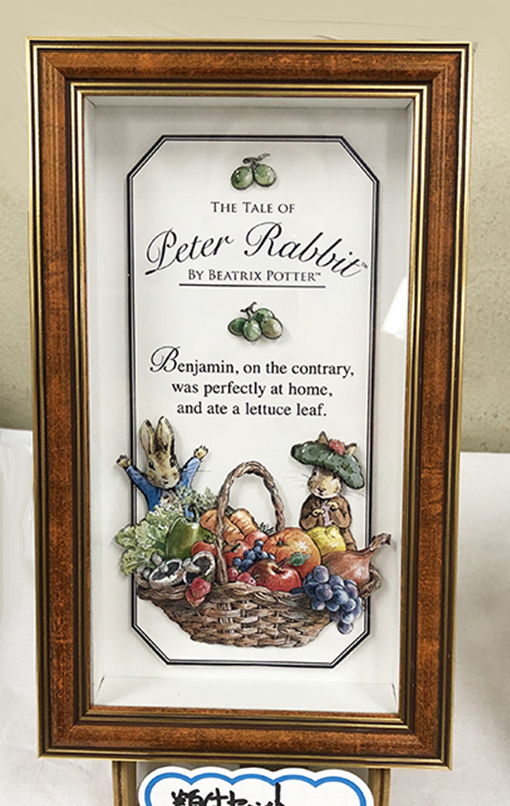 THE TALE OF
Peter Rabbit™
BY BEATRIX POTTER™
Benjamin, on the contrary,
was perfectly at home,
and ate a lettuce leaf.